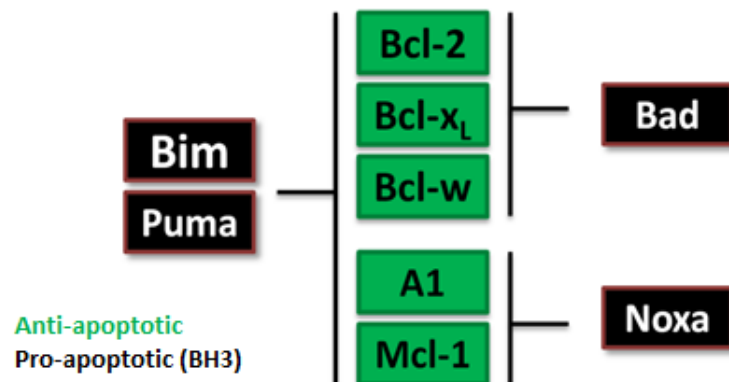 Bcl-2
Bcl-xL
Bcl-w
A1
Mcl-1
Bim
Puma
Bad
Noxa
Anti-apoptotic
Pro-apoptotic (BH3)